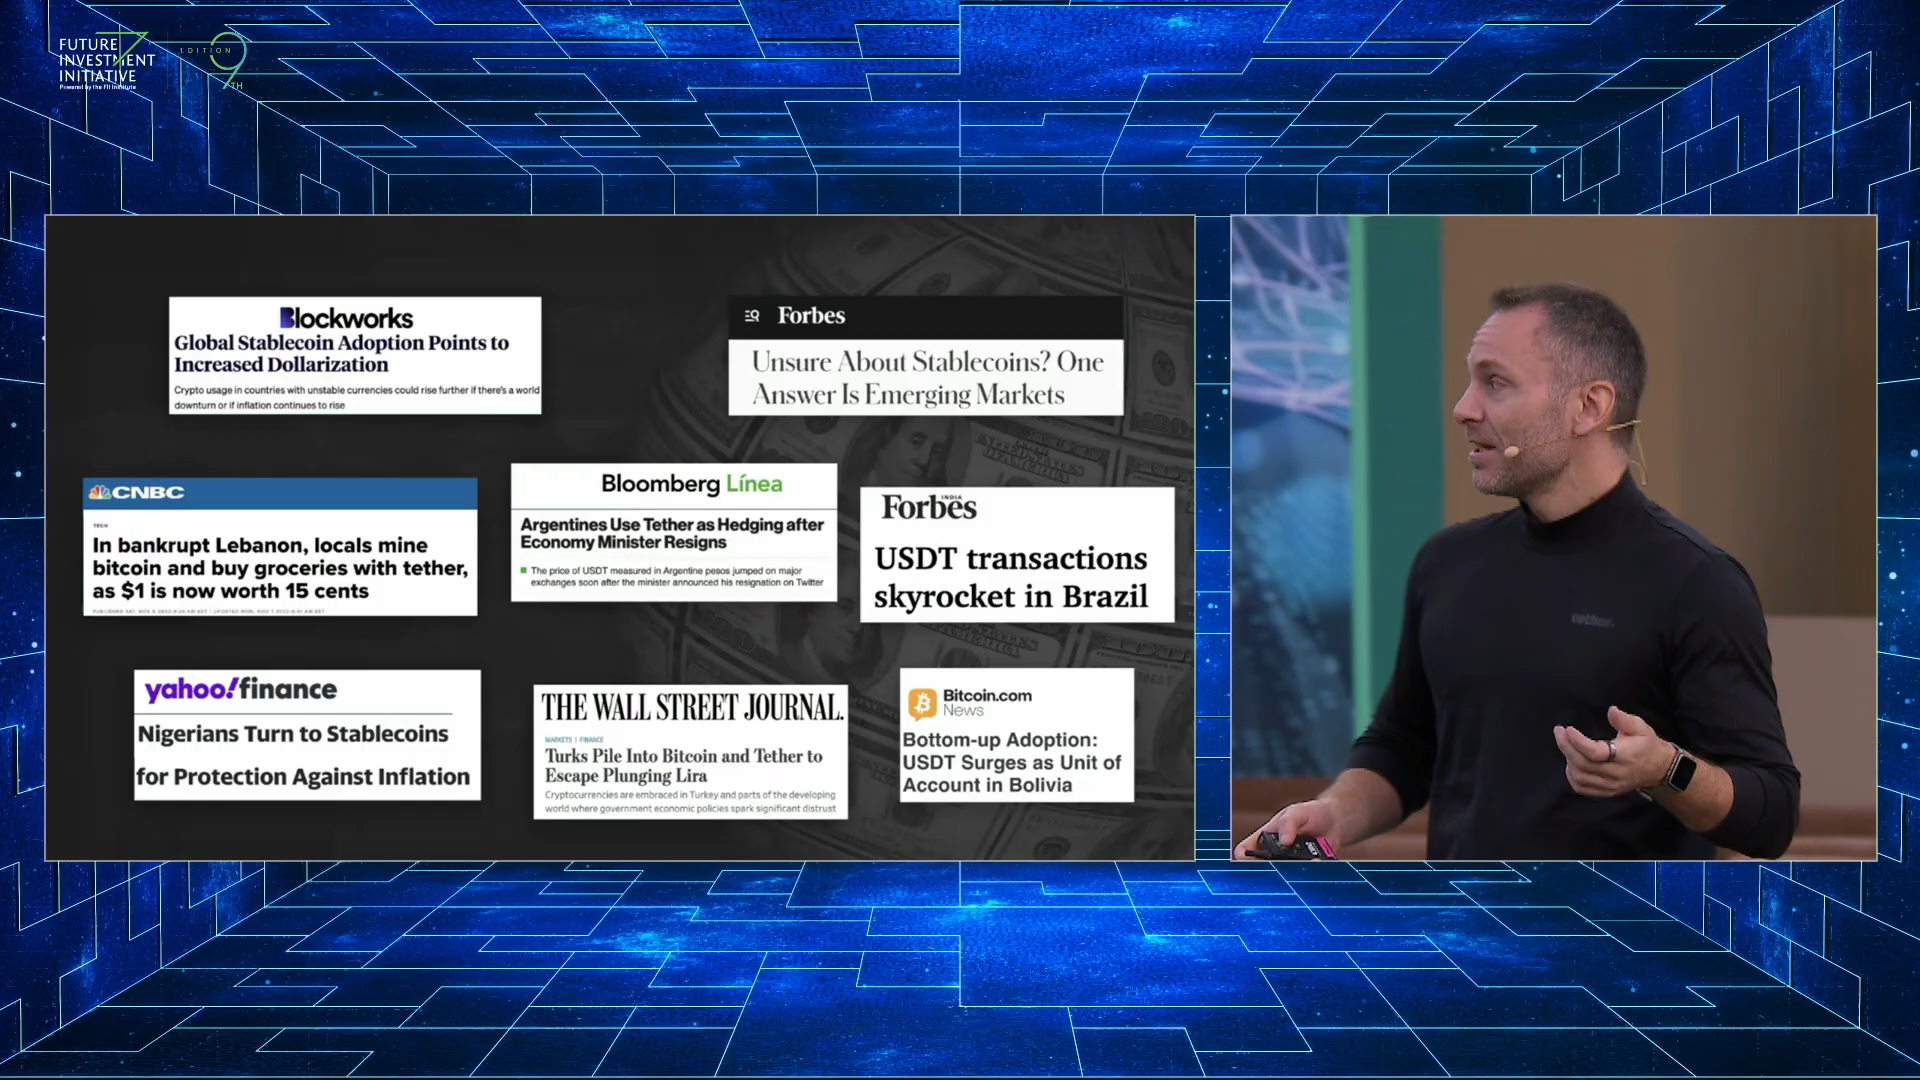 FUTURE
INVESTMENT
INITIATIVE
Powered by the FII Institute
EDITION
9TH
Blockworks
Global Stablecoin Adoption Points to
Increased Dollarization
Crypto usage in countries with unstable currencies could rise further if there's a world
downturn or if inflation continues to rise
Forbes
Unsure About Stablecoins? One
Answer Is Emerging Markets
CNBC
TECH
In bankrupt Lebanon, locals mine
bitcoin and buy groceries with tether,
as $1 is now worth 15 cents
Bloomberg Línea
Argentines Use Tether as Hedging after
Economy Minister Resigns
The price of USDT measured in Argentine pesos jumped on major
exchanges soon after the minister announced his resignation on Twitter
Forbes
INDIA
USDT transactions
skyrocket in Brazil
yahoo!finance
Nigerians Turn to Stablecoins
for Protection Against Inflation
THE WALL STREET JOURNAL.
MARKETS | FINANCE
Turks Pile Into Bitcoin and Tether to
Escape Plunging Lira
Cryptocurrencies are embraced in Turkey and parts of the developing
world where government economic policies spark significant distrust
Bitcoin.com
News
Bottom-up Adoption:
USDT Surges as Unit of
Account in Bolivia
tether.